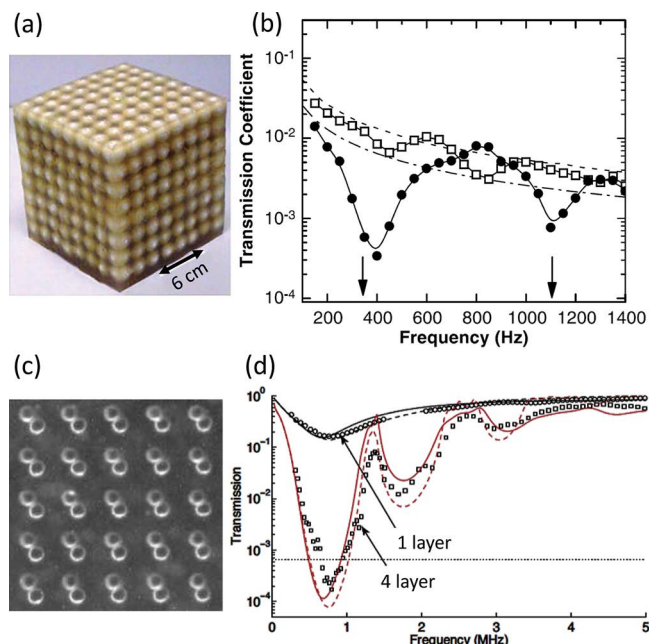 (a)
6 cm
(b)
Transmission Coefficient
10⁻¹
10⁻²
10⁻³
10⁻⁴
200 400 600 800 1000 1200 1400
Frequency (Hz)
(c)
(d)
Transmission
10⁰
10⁻¹
10⁻²
10⁻³
10⁻⁴
1 layer
4 layer
0 1 2 3 4 5
Frequency (MHz)